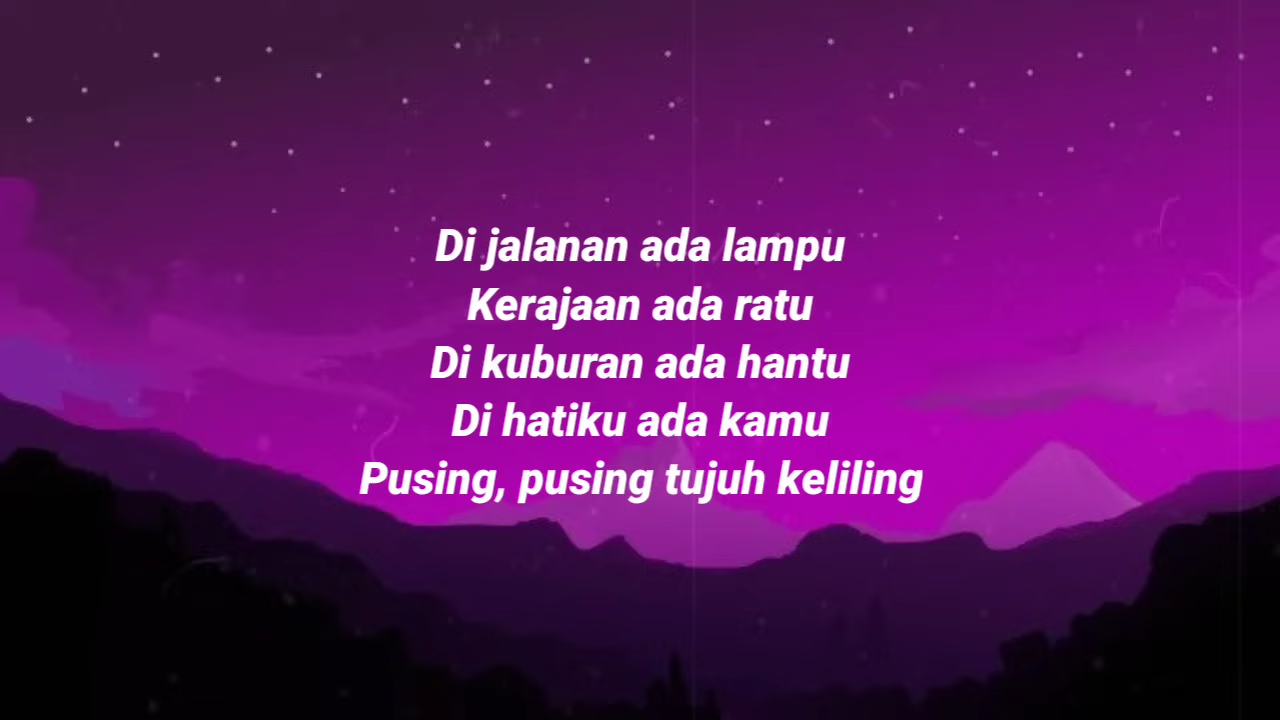 Di jalanan ada lampu
Kerajaan ada ratu
Di kuburan ada hantu
Di hatiku ada kamu
Pusing, pusing tujuh keliling